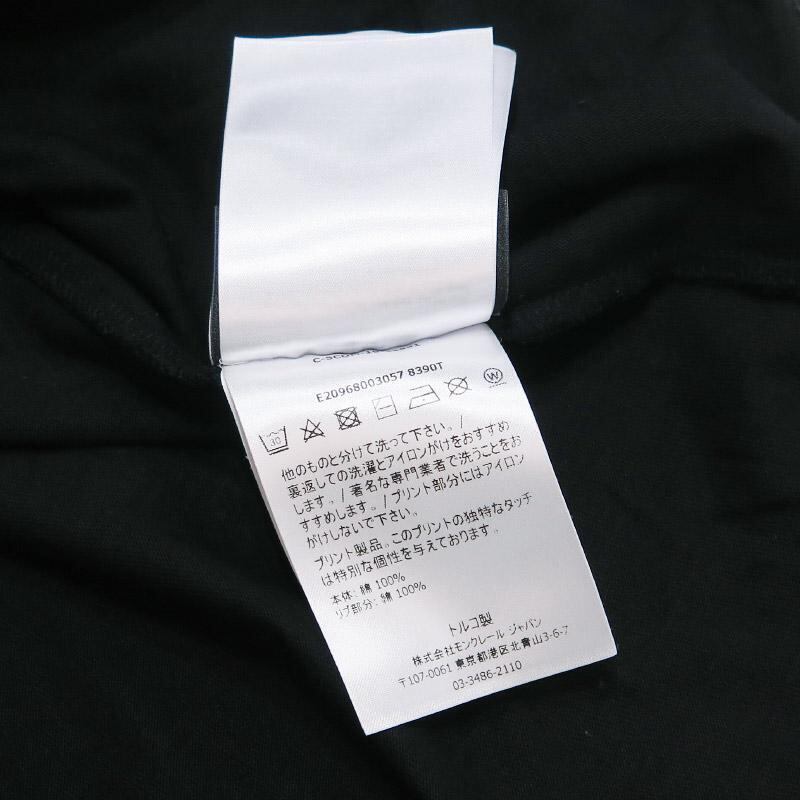 E20968003057 8390T
30
W
他のものと分けて洗って下さい。/
裏返しての洗濯とアイロンがけをおすすめ
します。/著名な専門業者で洗うことをお
すすめします。/プリント部分にはアイロン
がけしないで下さい。
プリント製品。このプリントの独特なタッチ
は特別な個性を与えております。
本体: 綿 100%
リブ部分: 綿 100%
トルコ製
株式会社モンクレール ジャパン
〒107-0061 東京都港区北青山3-6-7
03-3486-2110